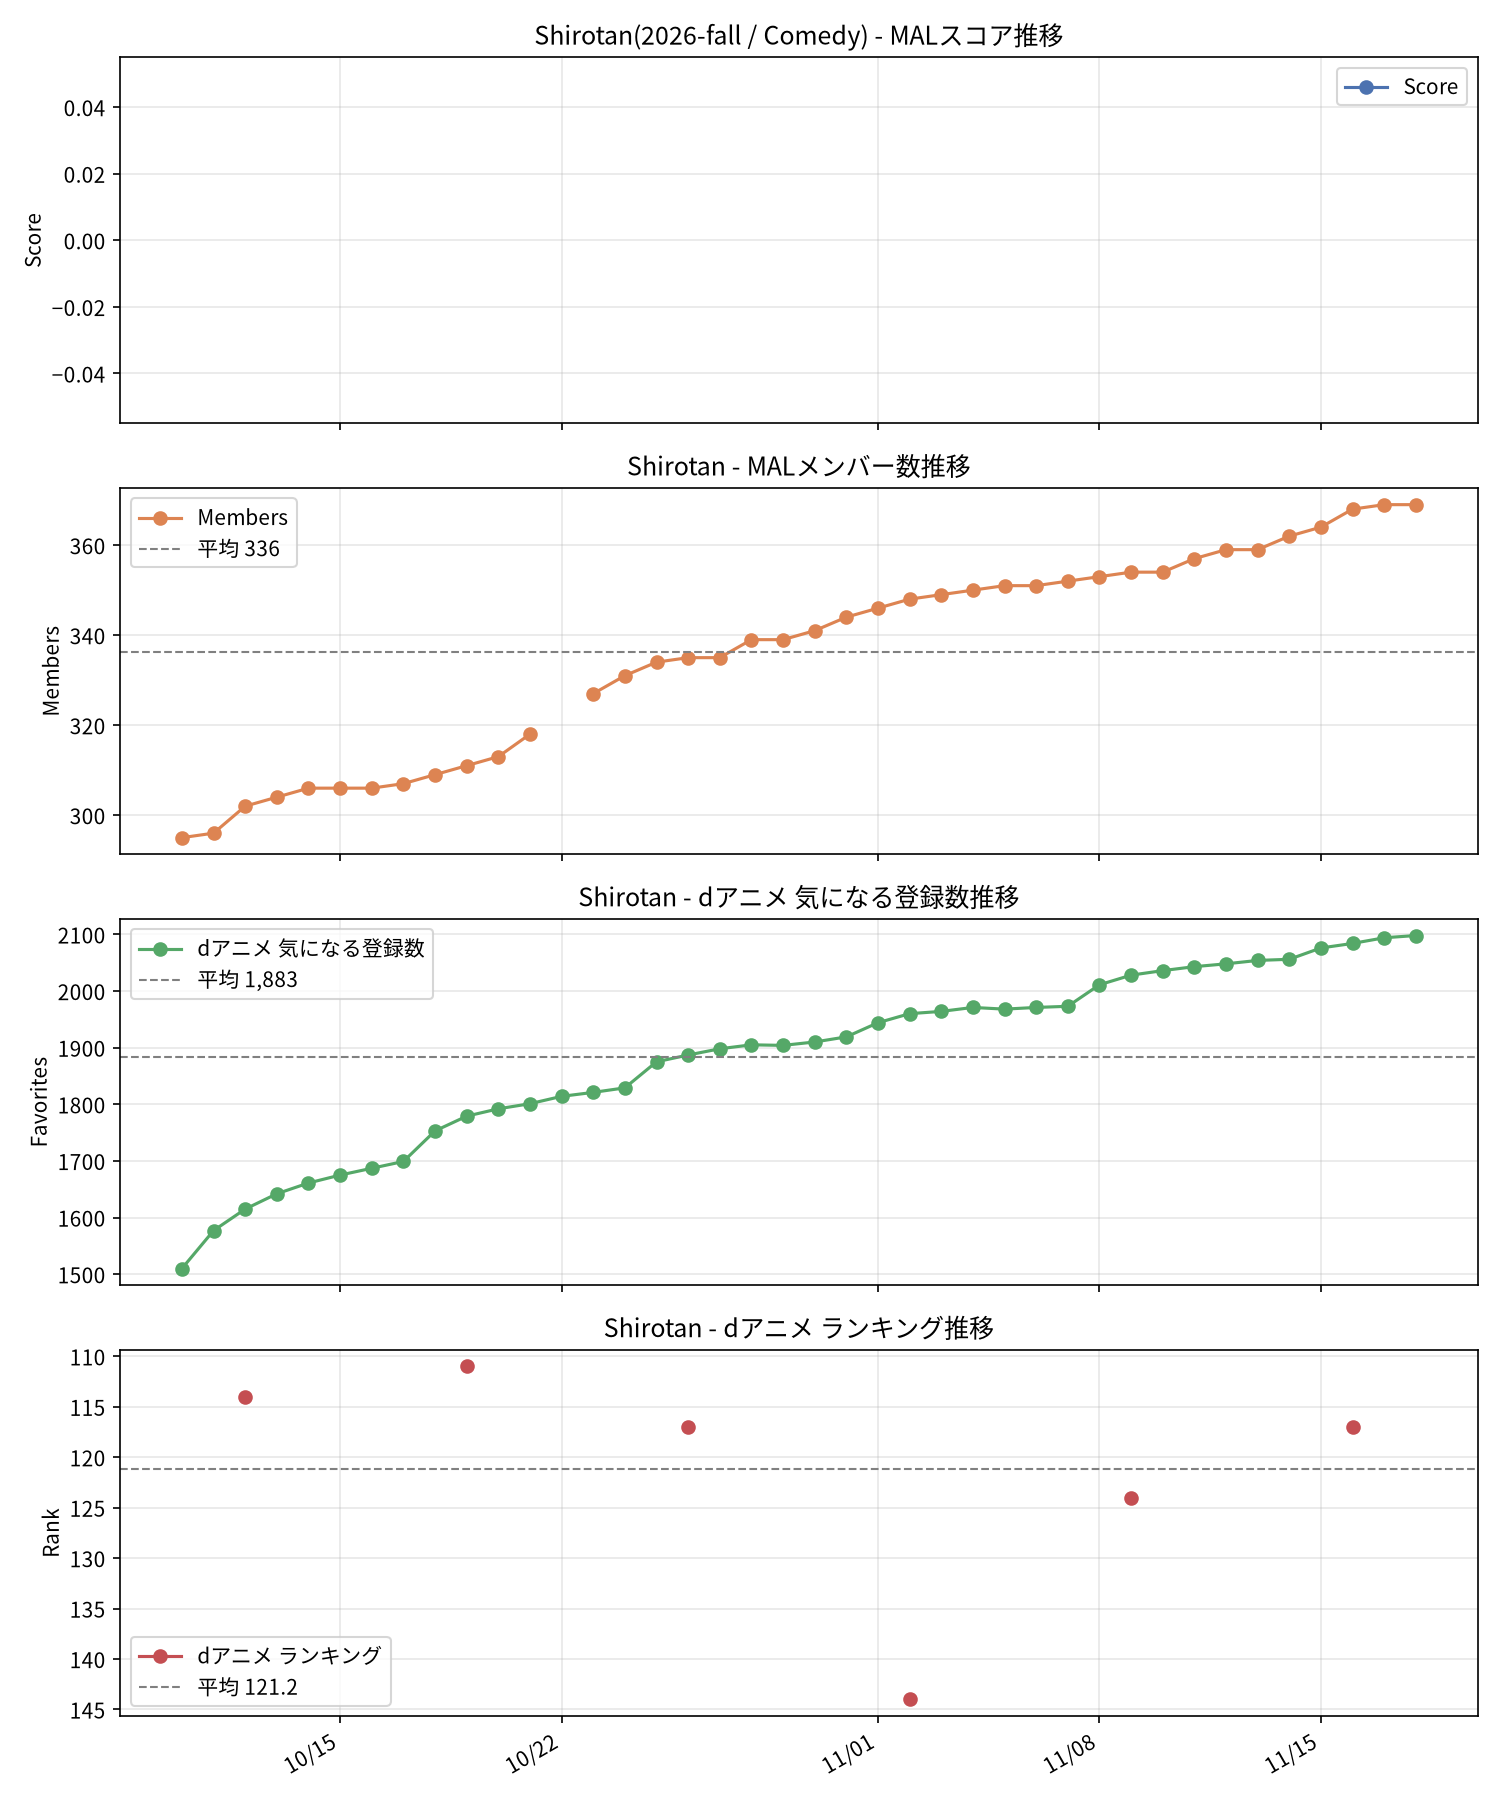 Shirotan(2026-fall / Comedy) - MALスコア推移
Score
0.04
0.02
0.00
−0.02
−0.04
Score
Shirotan - MALメンバー数推移
Members
平均 336
360
340
320
300
Members
Shirotan - dアニメ 気になる登録数推移
dアニメ 気になる登録数
平均 1,883
2100
2000
1900
1800
1700
1600
1500
Favorites
Shirotan - dアニメ ランキング推移
110
115
120
125
130
135
140
145
Rank
dアニメ ランキング
平均 121.2
10/15
10/22
11/01
11/08
11/15